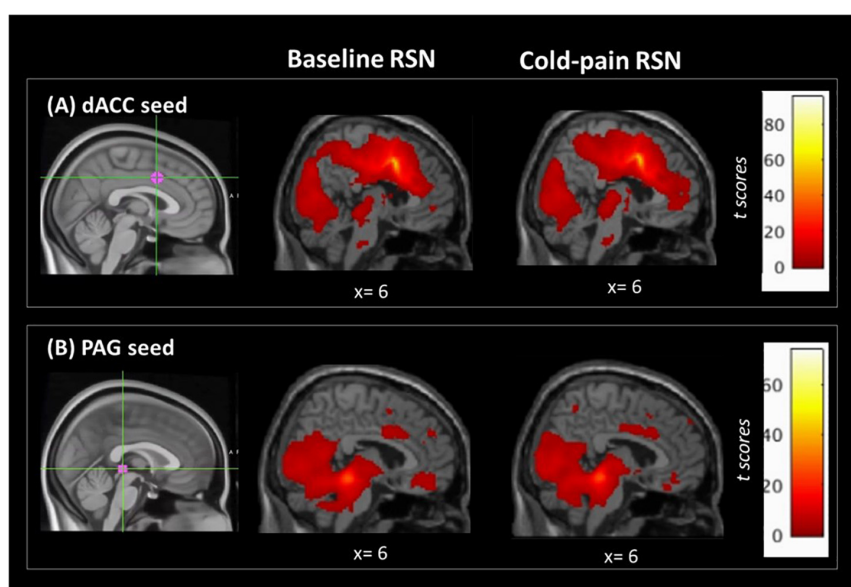 Baseline RSN
Cold-pain RSN
(A) dACC seed
80
60
40
20
0
t scores
x= 6
x= 6
(B) PAG seed
60
40
20
0
t scores
x= 6
x= 6